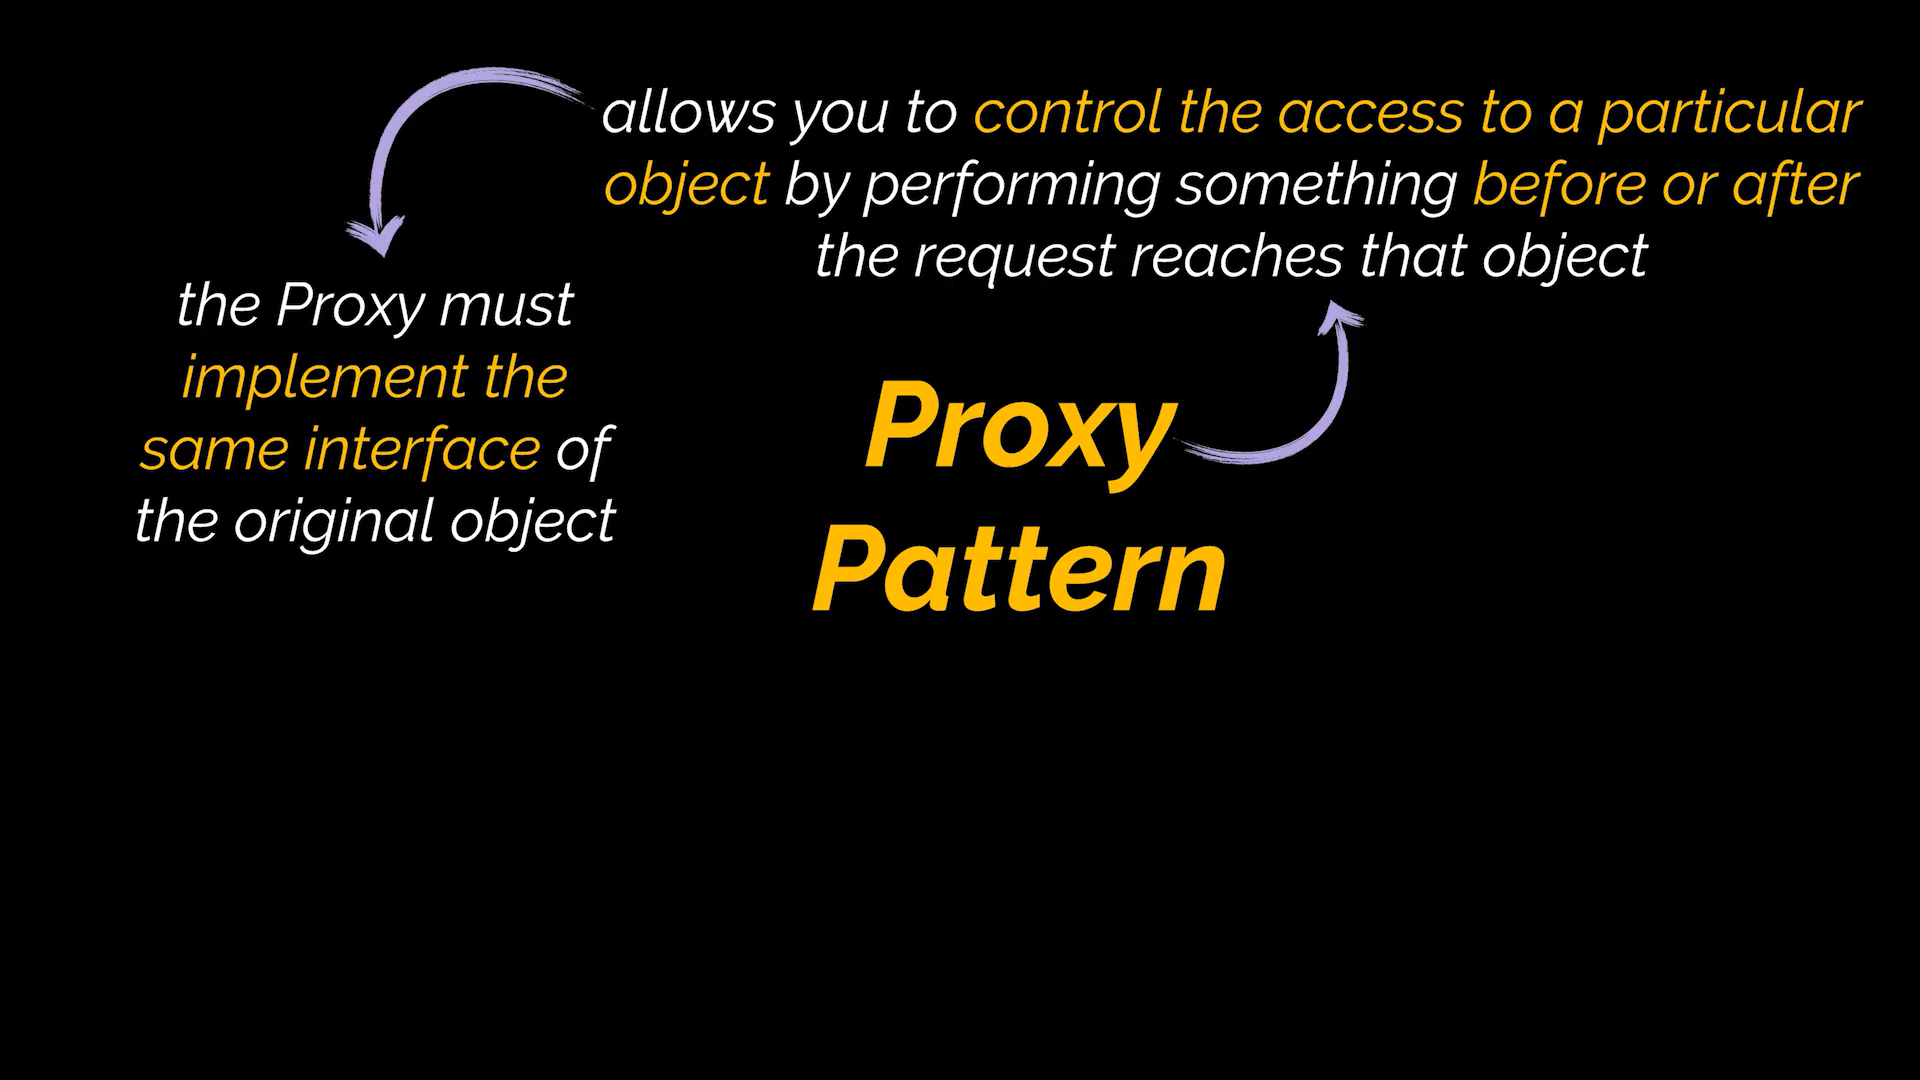 allows you to control the access to a particular
object by performing something before or after
the request reaches that object
the Proxy must
implement the
same interface of
the original object
Proxy
Pattern